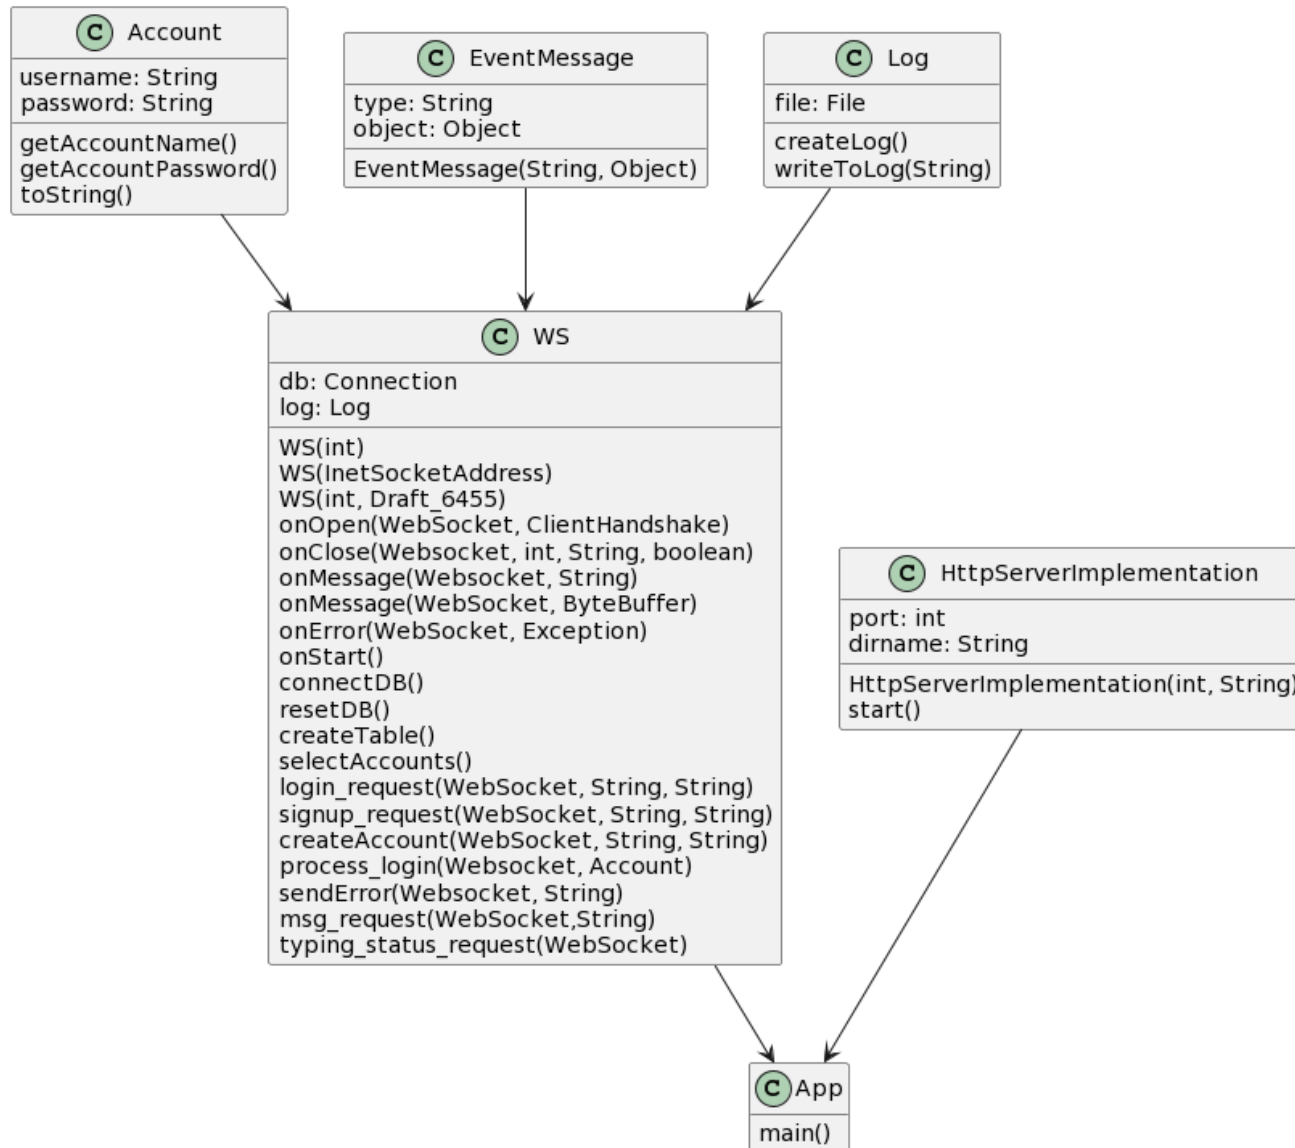 C Account
username: String
password: String
getAccountName()
getAccountPassword()
toString()
C EventMessage
type: String
object: Object
EventMessage(String, Object)
C Log
file: File
createLog()
writeToLog(String)
C WS
db: Connection
log: Log
WS(int)
WS(InetSocketAddress)
WS(int, Draft_6455)
onOpen(WebSocket, ClientHandshake)
onClose(Websocket, int, String, boolean)
onMessage(Websocket, String)
onMessage(WebSocket, ByteBuffer)
onError(WebSocket, Exception)
onStart()
connectDB()
resetDB()
createTable()
selectAccounts()
login_request(WebSocket, String, String)
signup_request(WebSocket, String, String)
createAccount(WebSocket, String, String)
process_login(Websocket, Account)
sendError(Websocket, String)
msg_request(WebSocket,String)
typing_status_request(WebSocket)
C HttpServerImplementation
port: int
dirname: String
HttpServerImplementation(int, String)
start()
C App
main()